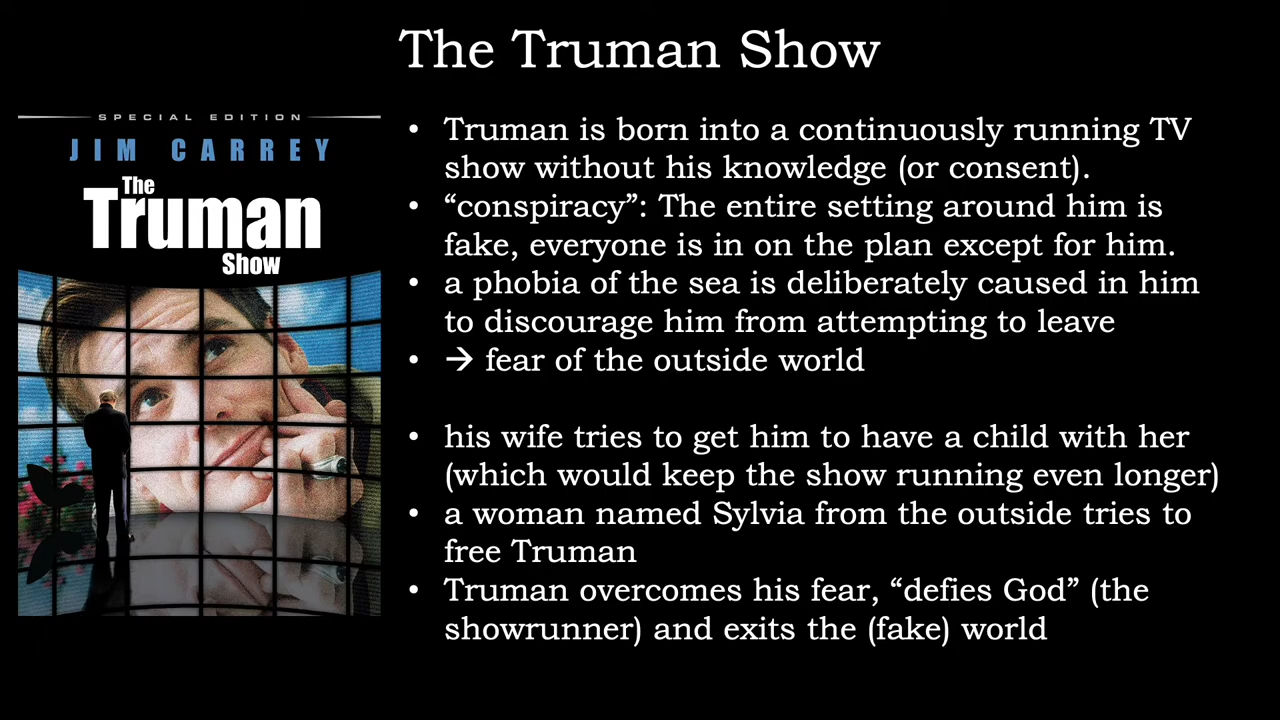 The Truman Show
SPECIAL EDITION
JIM CARREY
The
Truman
Show
• Truman is born into a continuously running TV
show without his knowledge (or consent).
• “conspiracy”: The entire setting around him is
fake, everyone is in on the plan except for him.
• a phobia of the sea is deliberately caused in him
to discourage him from attempting to leave
• → fear of the outside world
• his wife tries to get him to have a child with her
(which would keep the show running even longer)
• a woman named Sylvia from the outside tries to
free Truman
• Truman overcomes his fear, “defies God” (the
showrunner) and exits the (fake) world